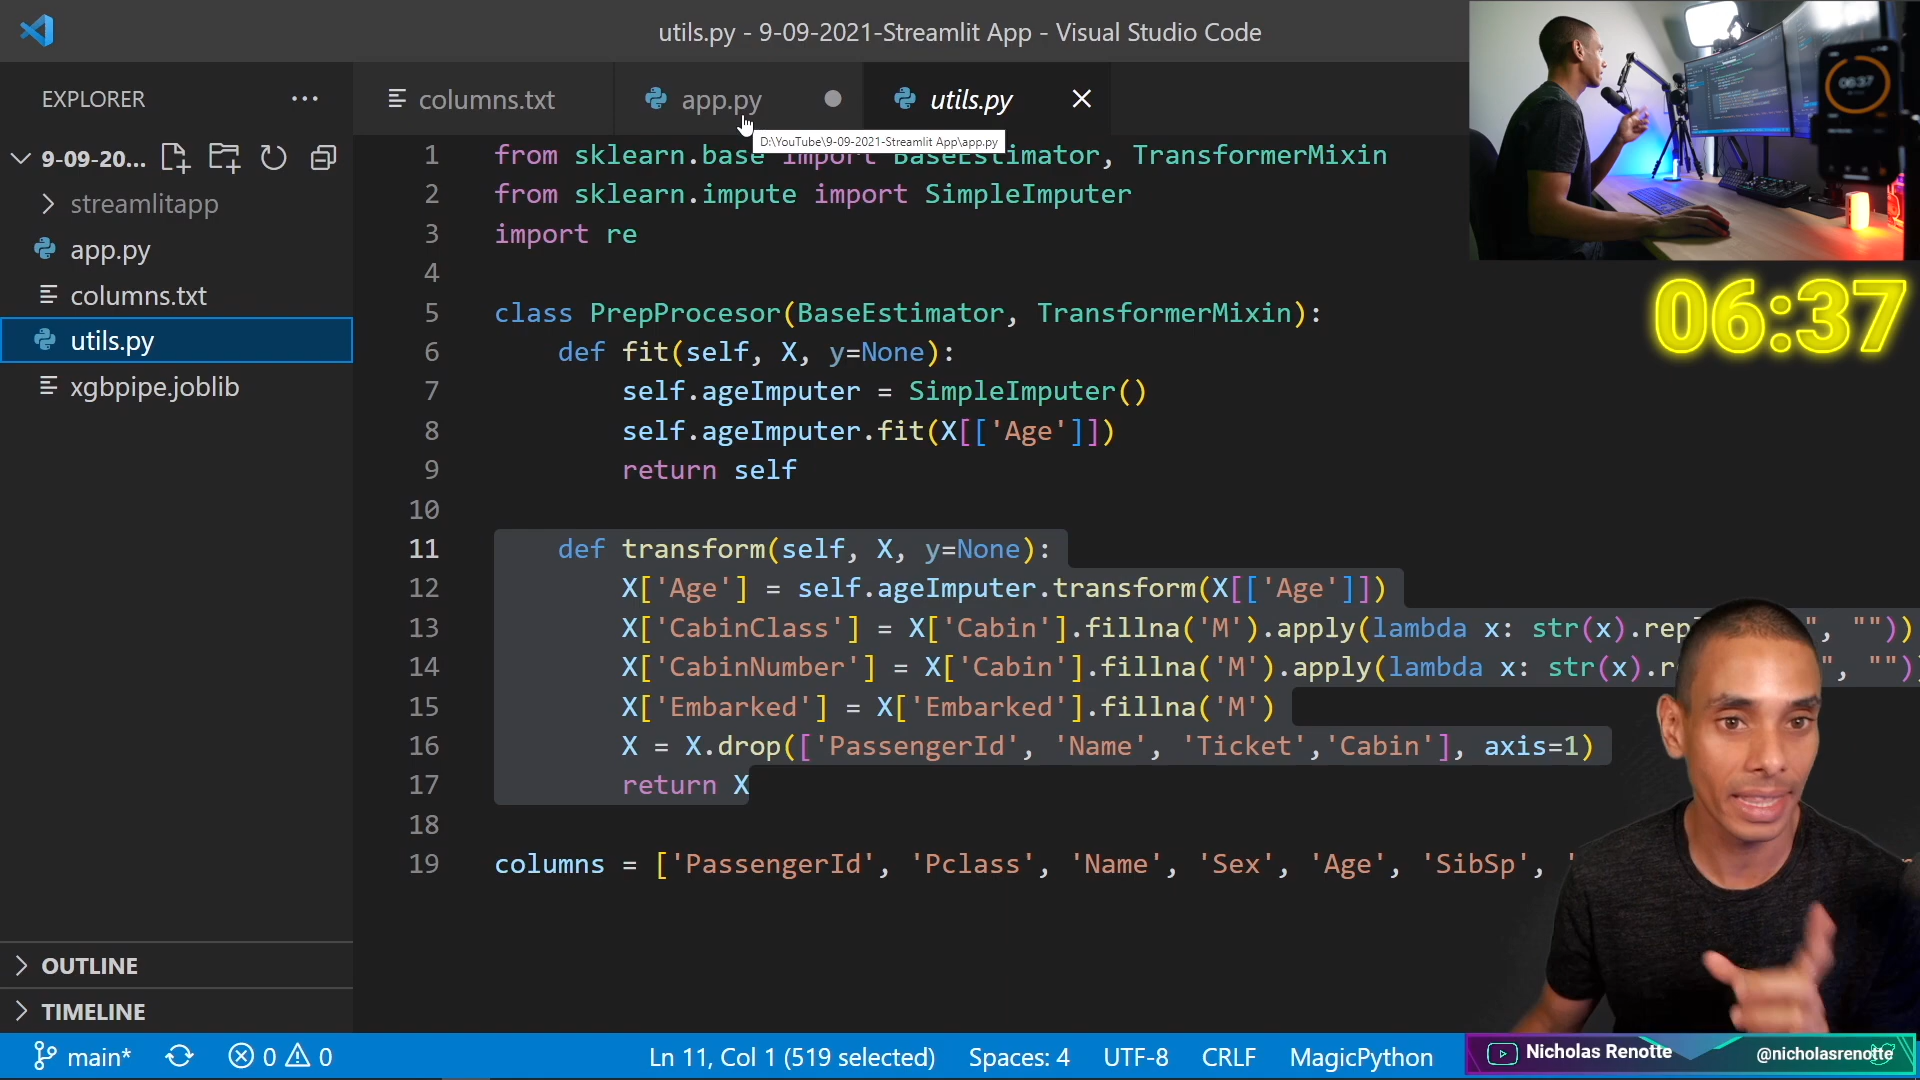 utils.py - 9-09-2021-Streamlit App - Visual Studio Code
EXPLORER
columns.txt
app.py
utils.py
D:\YouTube\9-09-2021-Streamlit App\app.py
9-09-20...
streamlitapp
app.py
columns.txt
utils.py
xgbpipe.joblib
1 from sklearn.base import BaseEstimator, TransformerMixin
2 from sklearn.impute import SimpleImputer
3 import re
4
5 class PrepProcesor(BaseEstimator, TransformerMixin):
6 def fit(self, X, y=None):
7 self.ageImputer = SimpleImputer()
8 self.ageImputer.fit(X[['Age']])
9 return self
10
11 def transform(self, X, y=None):
12 X['Age'] = self.ageImputer.transform(X[['Age']])
13 X['CabinClass'] = X['Cabin'].fillna('M').apply(lambda x: str(x).rep ", ""))
14 X['CabinNumber'] = X['Cabin'].fillna('M').apply(lambda x: str(x).r ", "")
15 X['Embarked'] = X['Embarked'].fillna('M')
16 X = X.drop(['PassengerId', 'Name', 'Ticket','Cabin'], axis=1)
17 return X
18
19 columns = ['PassengerId', 'Pclass', 'Name', 'Sex', 'Age', 'SibSp', '
06:37
06:37
OUTLINE
TIMELINE
main*
0
0
Ln 11, Col 1 (519 selected)
Spaces: 4
UTF-8
CRLF
MagicPython
Nicholas Renotte
@nicholasrenotte